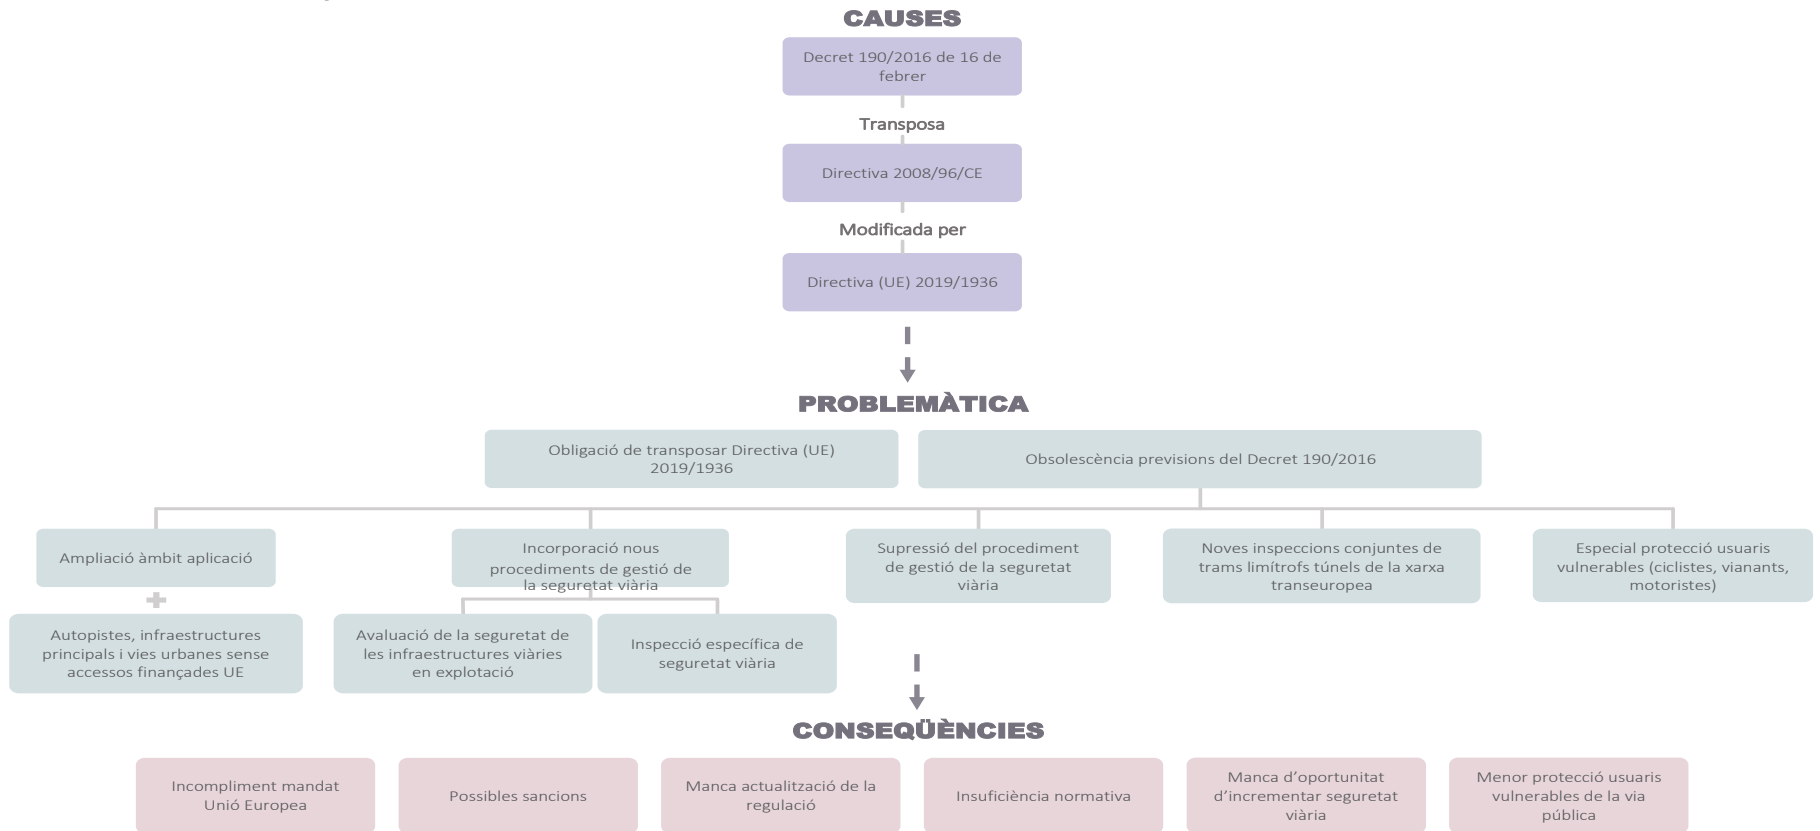 CAUSES
Decret 190/2016 de 16 de
febrer
Transposa
Directiva 2008/96/CE
Modificada per
Directiva (UE) 2019/1936
PROBLEMÀTICA
Obligació de transposar Directiva (UE)
2019/1936
Obsolescència previsions del Decret 190/2016
Ampliació àmbit aplicació
Incorporació nous
procediments de gestió de
la seguretat viària
Supressió del procediment
de gestió de la seguretat
viària
Noves inspeccions conjuntes de
trams limítrofs túnels de la xarxa
transeuropea
Especial protecció usuaris
vulnerables (ciclistes, vianants,
motoristes)
Autopistes, infraestructures
principals i vies urbanes sense
accessos finançades UE
Avaluació de la seguretat de
les infraestructures viàries
en explotació
Inspecció específica de
seguretat viària
CONSEQÜÈNCIES
Incompliment mandat
Unió Europea
Possibles sancions
Manca actualització de la
regulació
Insuficiència normativa
Manca d’oportunitat
d’incrementar seguretat
viària
Menor protecció usuaris
vulnerables de la via
pública